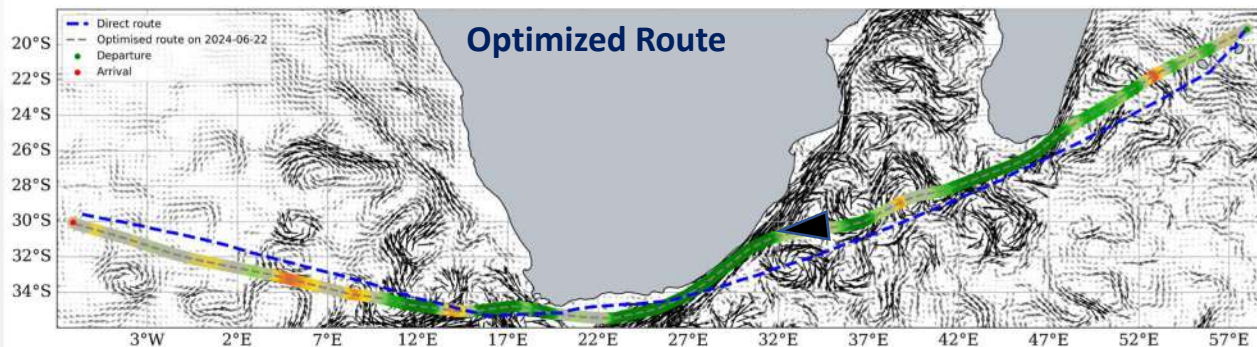 Optimized Route
Direct route
Optimised route on 2024-06-22
Departure
Arrival
20°S
22°S
24°S
26°S
28°S
30°S
32°S
34°S
3°W 2°E 7°E 12°E 17°E 22°E 27°E 32°E 37°E 42°E 47°E 52°E 57°E